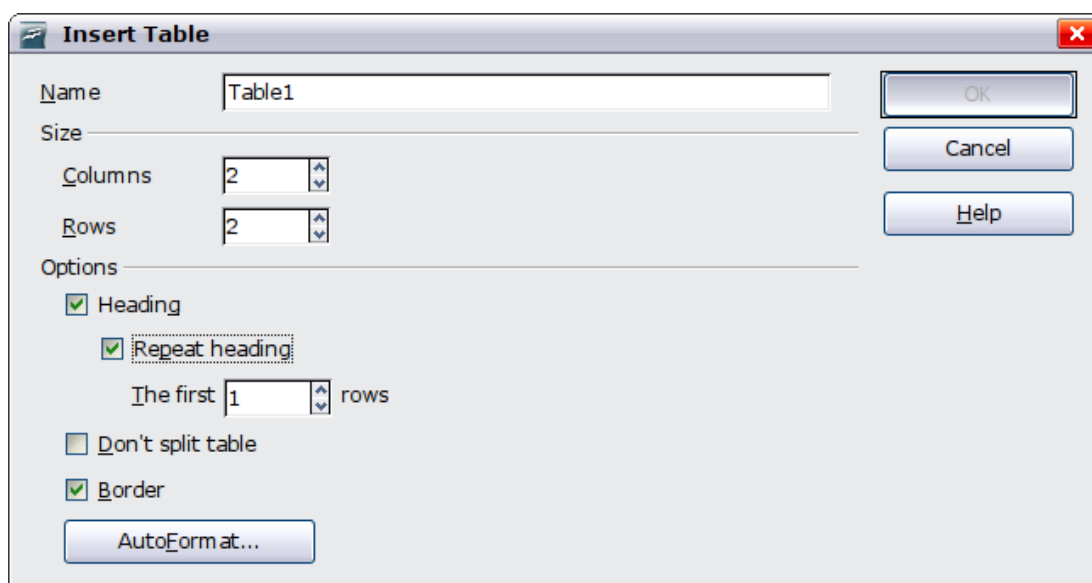 Insert Table
Name Table1 OK
Size
Cancel
Columns 2
Help
Rows 2
Options
Heading
Repeat heading
The first 1 rows
Don't split table
Border
AutoFormat...